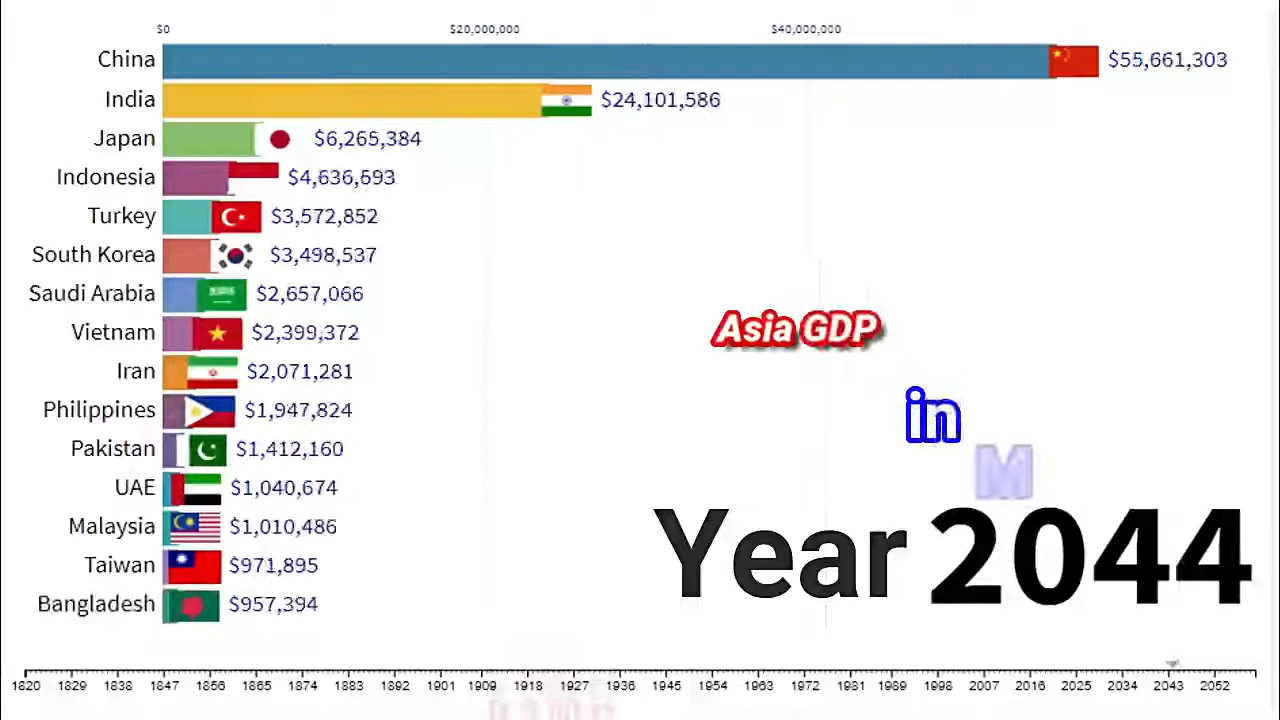 $0 $20,000,000 $40,000,000
China $55,661,303
India $24,101,586
Japan $6,265,384
Indonesia $4,636,593
Turkey $3,572,852
South Korea $3,498,537
Saudi Arabia $2,657,066
Vietnam $2,399,372
Iran $2,071,281
Philippines $1,947,824
Pakistan $1,412,160
UAE $1,040,674
Malaysia $1,010,486
Taiwan $971,895
Bangladesh $957,394
Asia GDP
in
M
Year 2044
1820 1829 1838 1847 1856 1865 1874 1883 1892 1901 1909 1918 1927 1936 1945 1954 1963 1972 1981 1989 1998 2007 2016 2025 2034 2043 2052